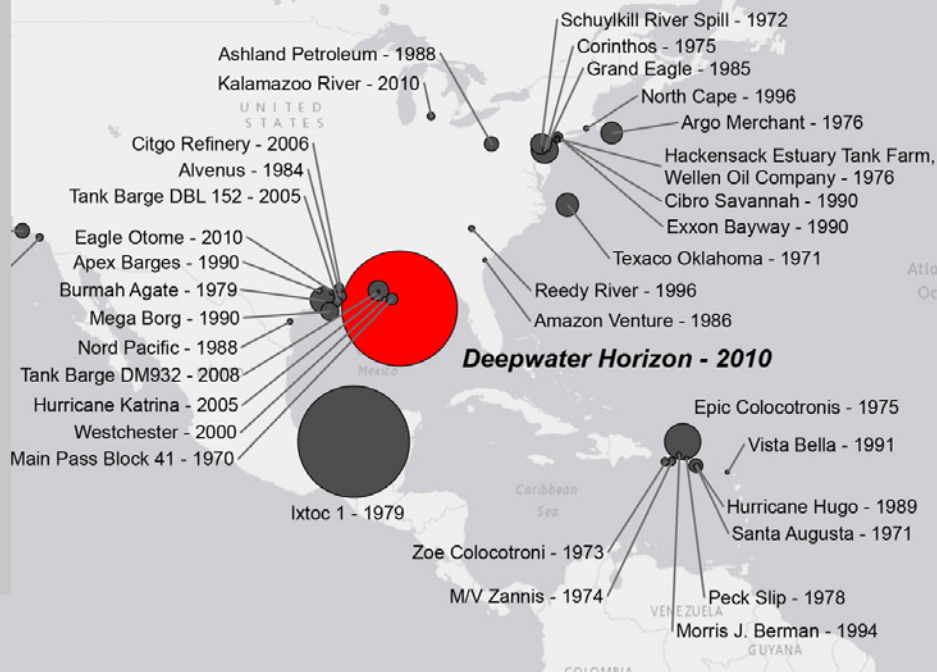 Schuylkill River Spill - 1972
Corinthos - 1975
Ashland Petroleum - 1988
Grand Eagle - 1985
Kalamazoo River - 2010
North Cape - 1996
UNITED
STATES
Argo Merchant - 1976
Citgo Refinery - 2006
Hackensack Estuary Tank Farm,
Wellen Oil Company - 1976
Alvenus - 1984
Tank Barge DBL 152 - 2005
Cibro Savannah - 1990
Exxon Bayway - 1990
Eagle Otome - 2010
Apex Barges - 1990
Texaco Oklahoma - 1971
Burmah Agate - 1979
Reedy River - 1996
Mega Borg - 1990
Amazon Venture - 1986
Nord Pacific - 1988
Deepwater Horizon - 2010
Tank Barge DM932 - 2008
Mexico
Hurricane Katrina - 2005
Westchester - 2000
Main Pass Block 41 - 1970
Epic Colocotronis - 1975
Vista Bella - 1991
Caribbean
Sea
Ixtoc 1 - 1979
Hurricane Hugo - 1989
Santa Augusta - 1971
Zoe Colocotroni - 1973
M/V Zannis - 1974
Peck Slip - 1978
VENEZUELA
Morris J. Berman - 1994
GUYANA
COLOMBIA